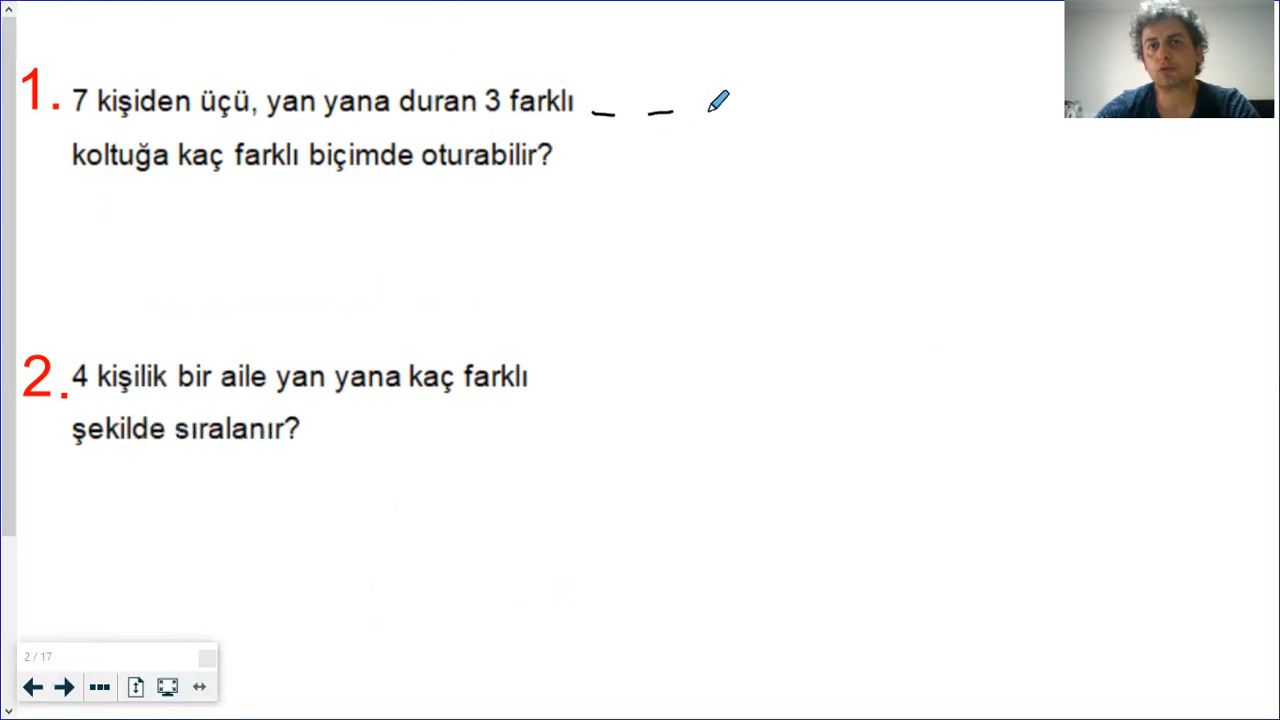 1. 7 kişiden üçü, yan yana duran 3 farklı _ _
koltuğa kaç farklı biçimde oturabilir?
2. 4 kişilik bir aile yan yana kaç farklı
şekilde sıralanır?
2 / 17